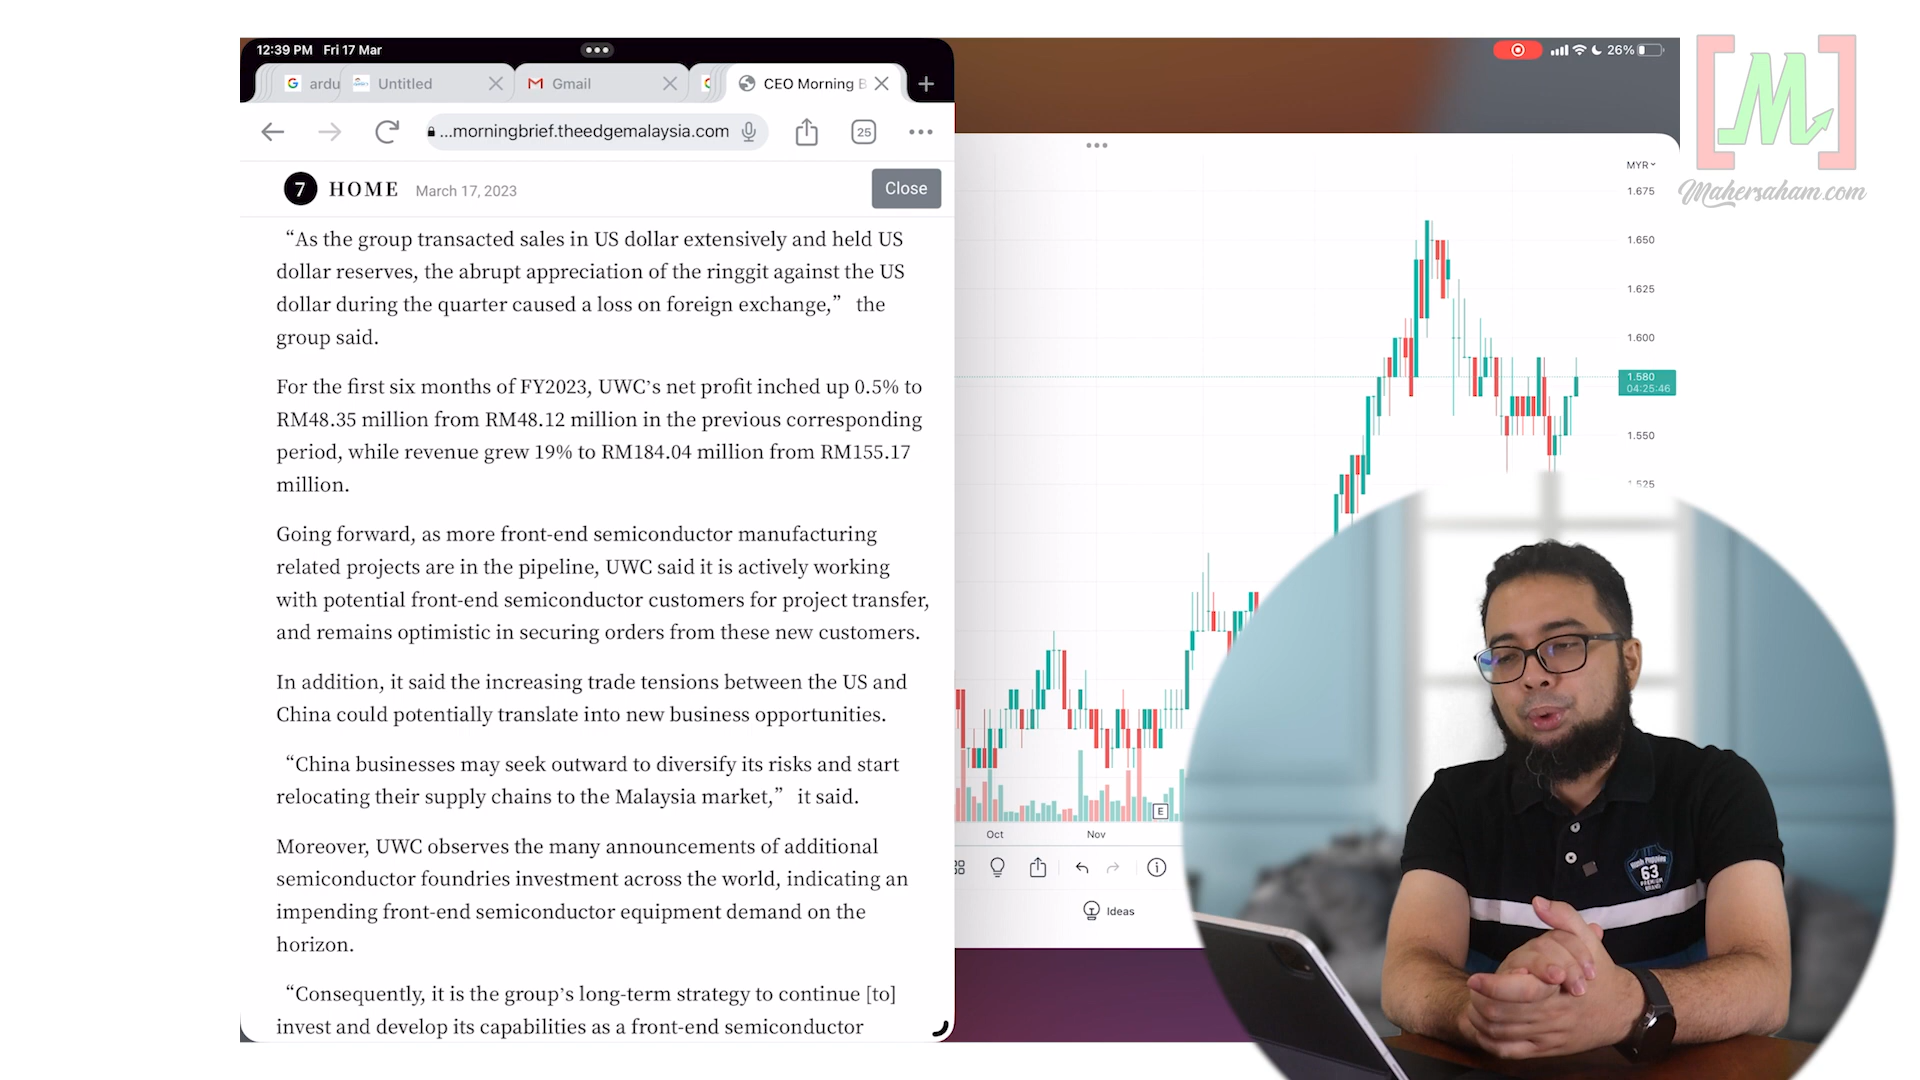 12:39 PM Fri 17 Mar
26%
ardu
Untitled
Gmail
CEO Morning B
...morningbrief.theedgemalaysia.com
25
7 HOME March 17, 2023
Close
“As the group transacted sales in US dollar extensively and held US
dollar reserves, the abrupt appreciation of the ringgit against the US
dollar during the quarter caused a loss on foreign exchange,” the
group said.
For the first six months of FY2023, UWC’s net profit inched up 0.5% to
RM48.35 million from RM48.12 million in the previous corresponding
period, while revenue grew 19% to RM184.04 million from RM155.17
million.
Going forward, as more front-end semiconductor manufacturing
related projects are in the pipeline, UWC said it is actively working
with potential front-end semiconductor customers for project transfer,
and remains optimistic in securing orders from these new customers.
In addition, it said the increasing trade tensions between the US and
China could potentially translate into new business opportunities.
“China businesses may seek outward to diversify its risks and start
relocating their supply chains to the Malaysia market,” it said.
Moreover, UWC observes the many announcements of additional
semiconductor foundries investment across the world, indicating an
impending front-end semiconductor equipment demand on the
horizon.
“Consequently, it is the group’s long-term strategy to continue [to]
invest and develop its capabilities as a front-end semiconductor
MYR
1.675
1.650
1.625
1.600
1.580
04:25:46
1.550
1.525
E
Oct
Nov
Ideas
M
Mahersaham.com
63